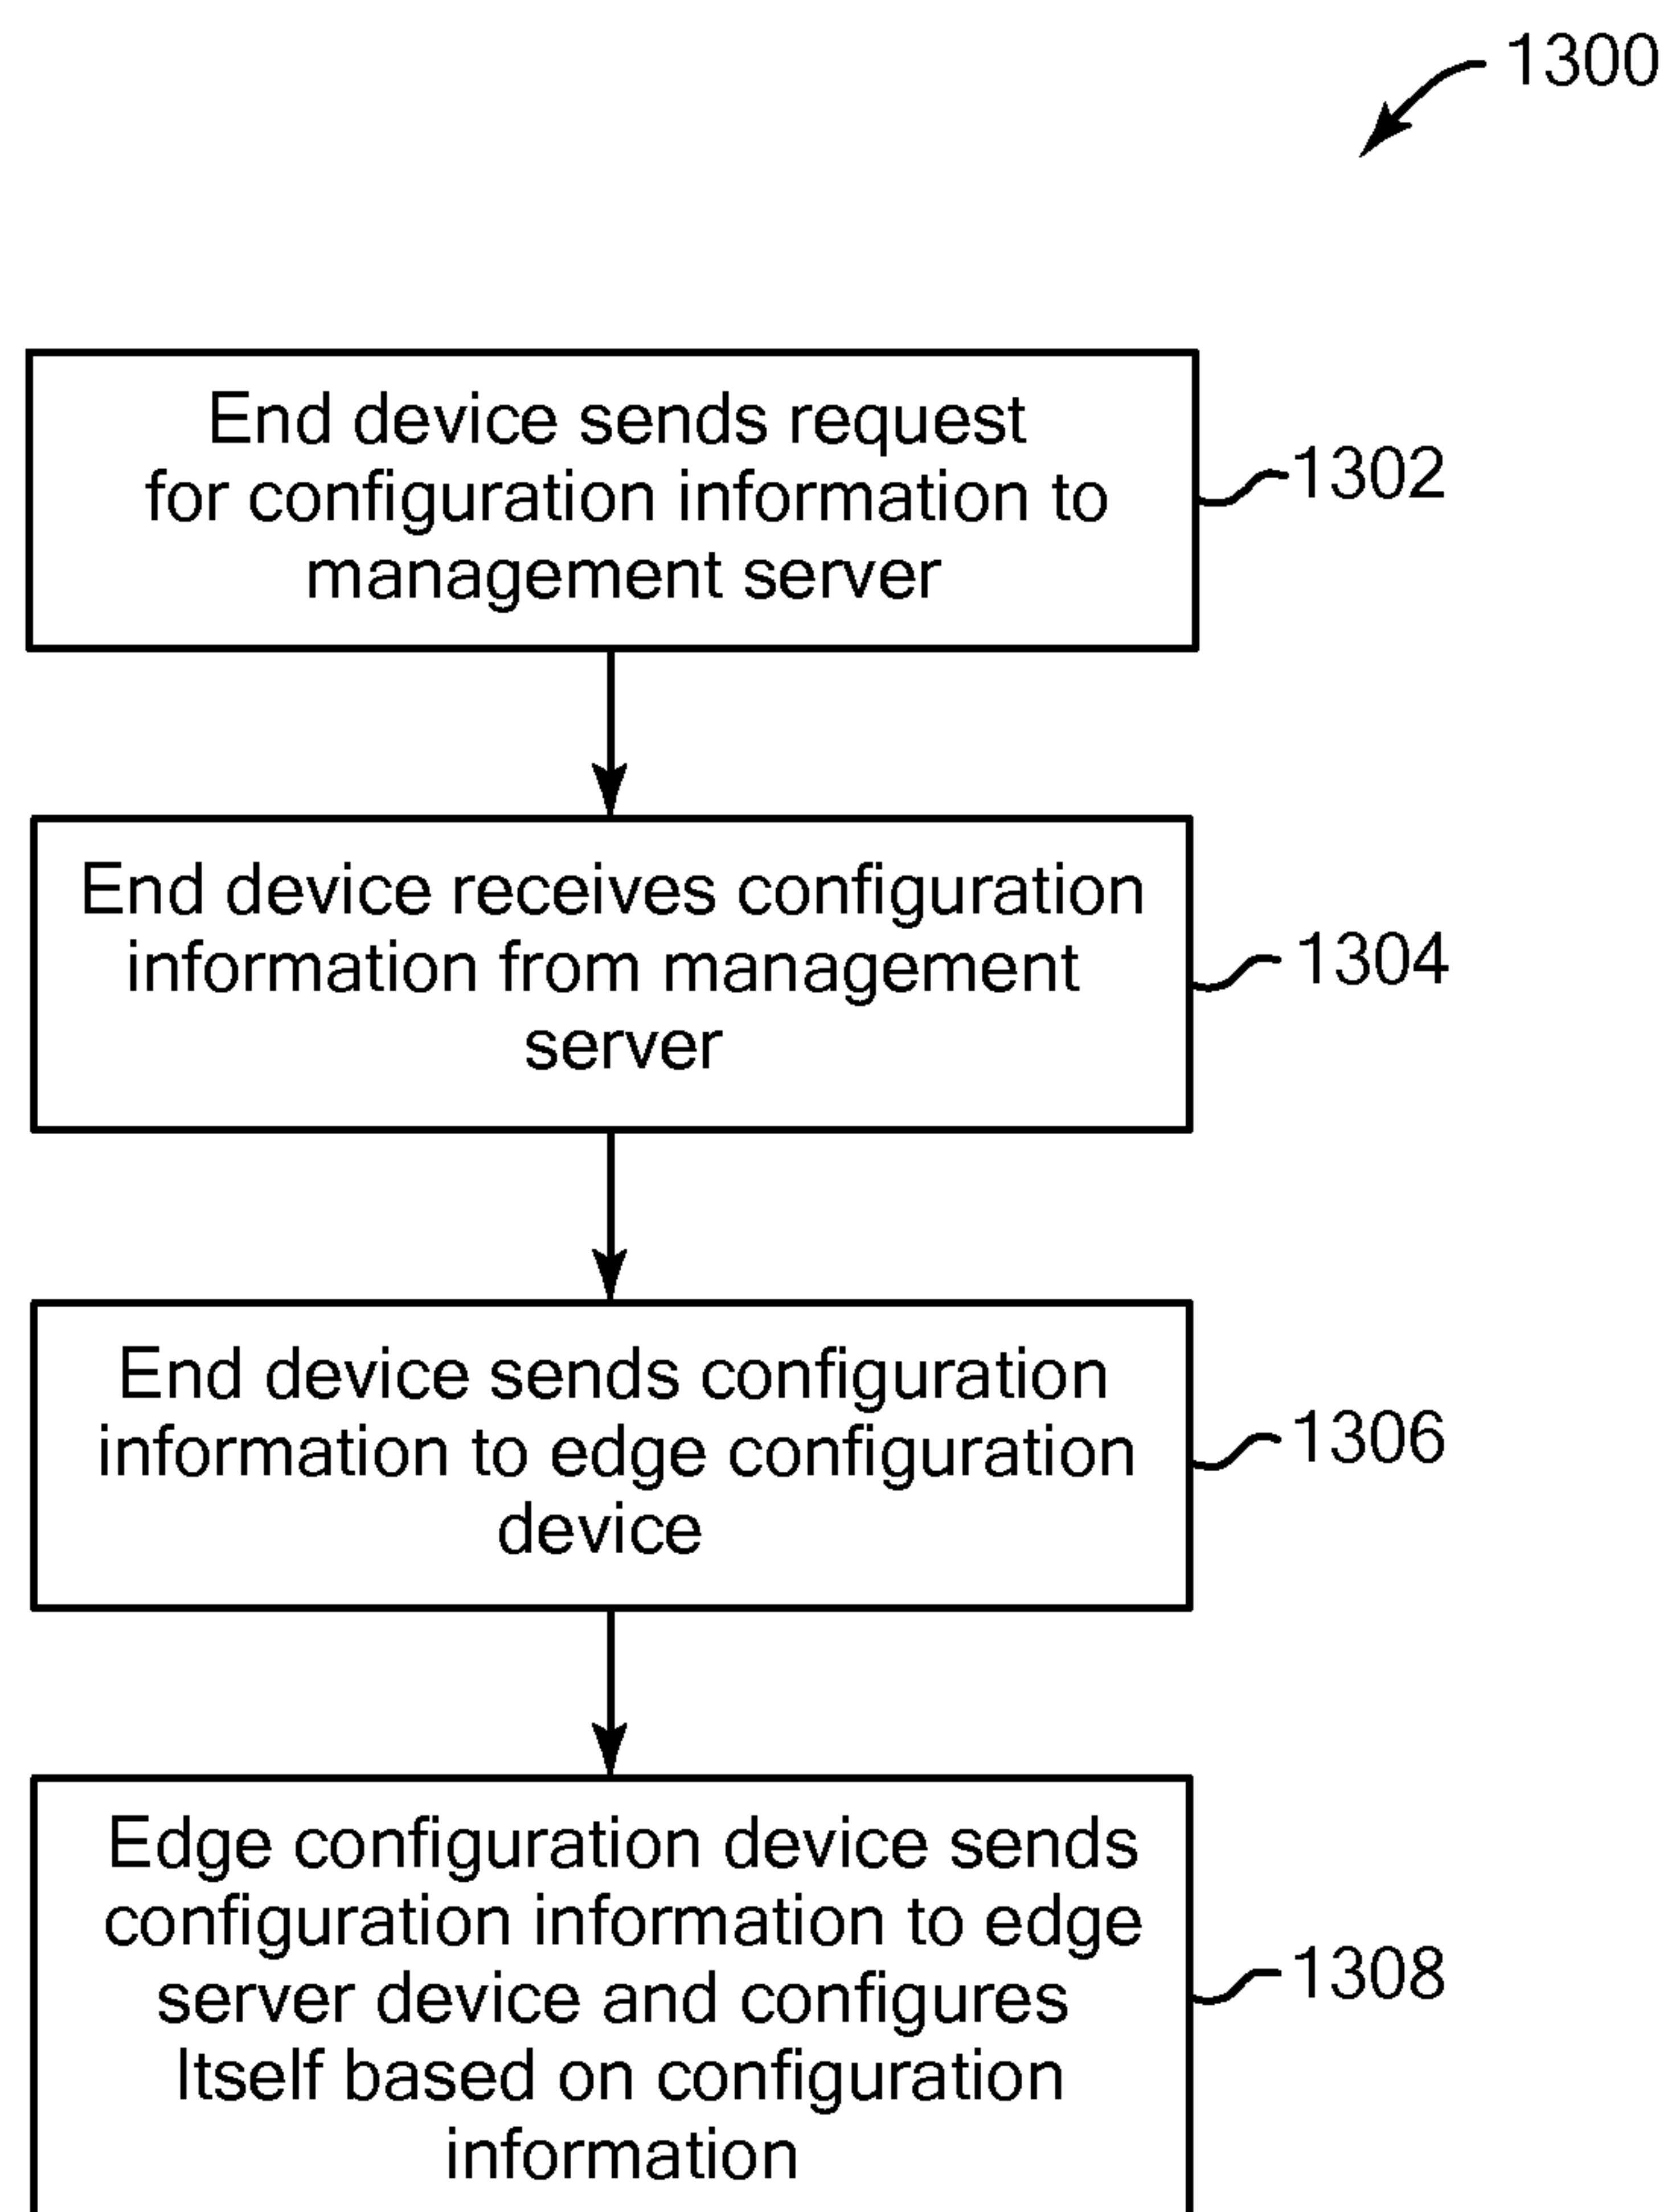 1300
End device sends request
for configuration information to
management server
1302
End device receives configuration
information from management
server
1304
End device sends configuration
information to edge configuration
device
1306
Edge configuration device sends
configuration information to edge
server device and configures
Itself based on configuration
information
1308